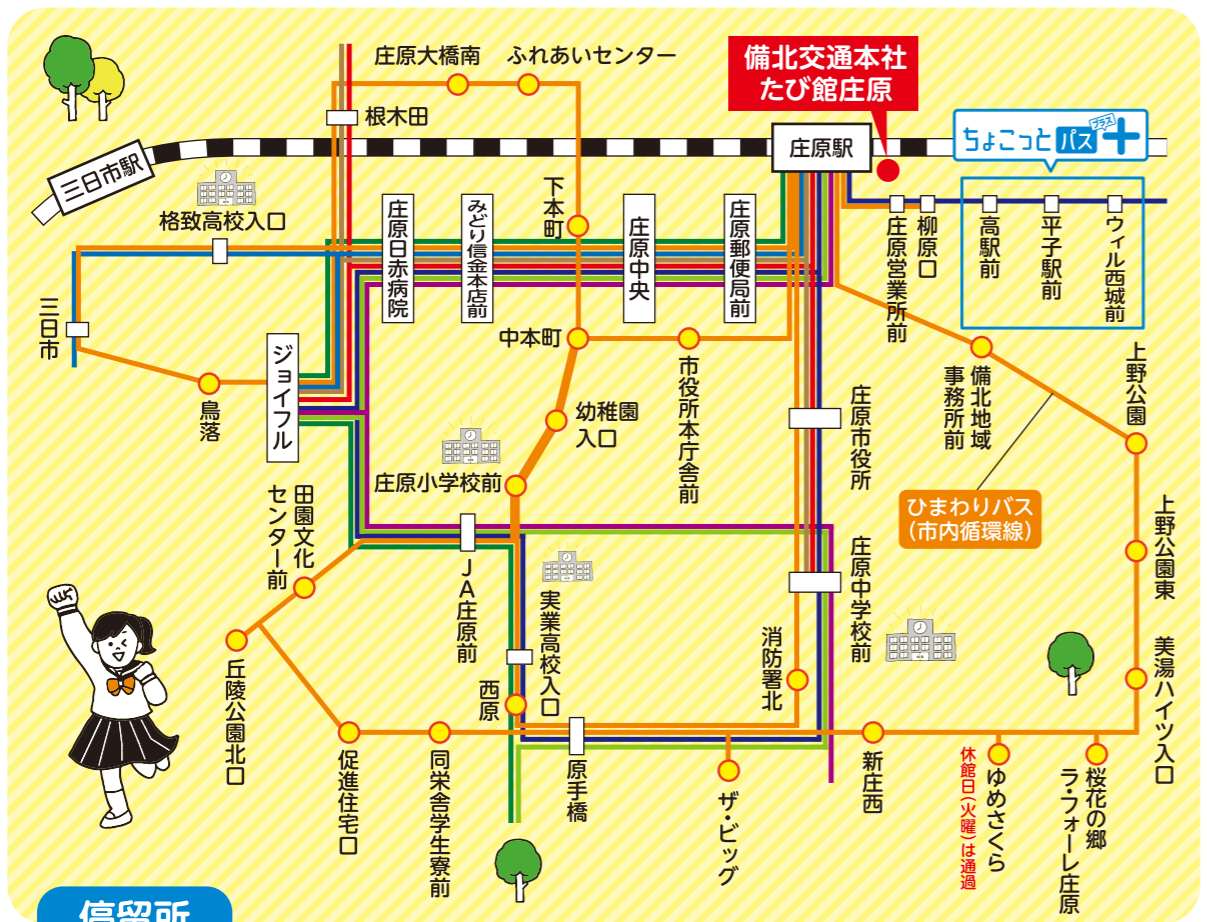 庄原大橋南
ふれあいセンター
備北交通本社
たび館庄原
根木田
庄原駅
ちょこっとパスプラス+
三日市駅
格致高校入口
庄原日赤病院
みどり信金本店前
下本町
庄原中央
庄原郵便局前
庄原営業所前
柳原口
高駅前
平子駅前
ウィル西城前
三日市
ジョイフル
鳥落
中本町
市役所本庁舎前
備北地域
事務所前
上野公園
幼稚園
入口
庄原市役所
庄原小学校前
ひまわりバス
(市内循環線)
田園文化
センター前
JA庄原前
実業高校入口
庄原中学校前
上野公園東
消防署北
美湯ハイツ入口
丘陵公園北口
西原
促進住宅口
同栄舎学生寮前
原手橋
ザ・ビッグ
新庄西
ゆめさくら
休館日(火曜)は通過
桜花の郷
ラ・フォーレ庄原
停留所